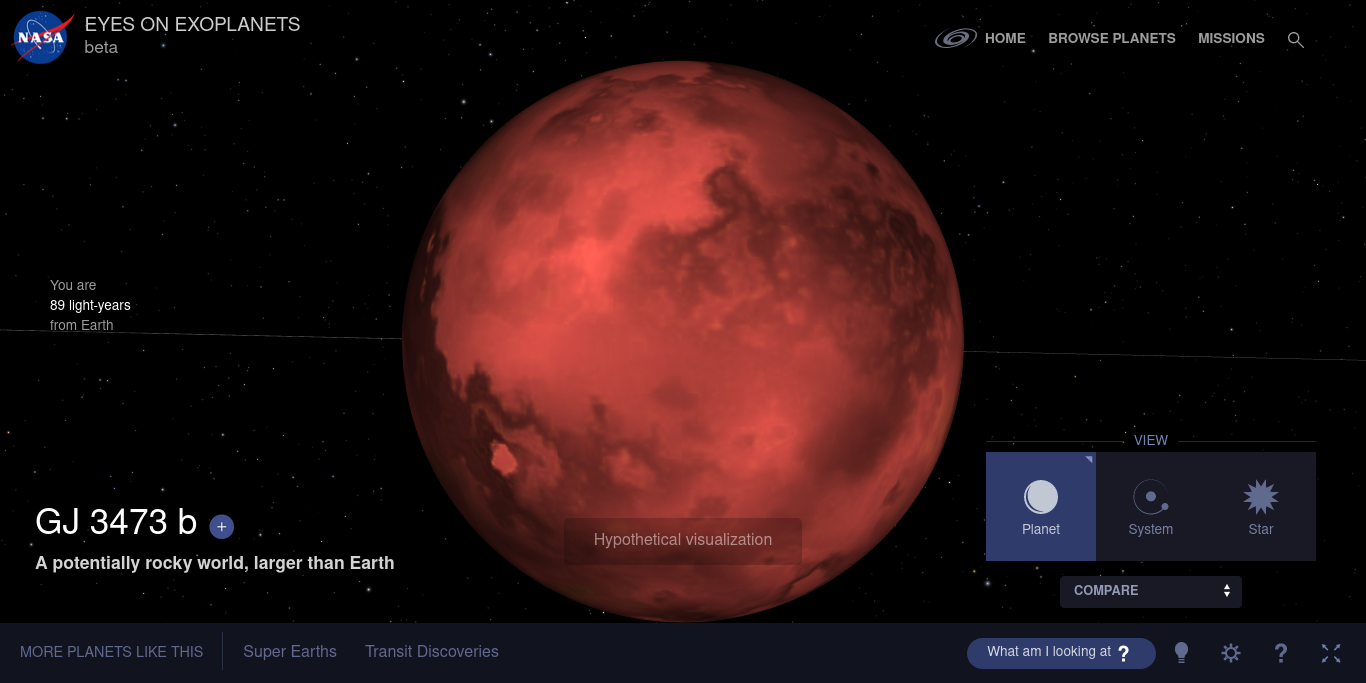 NASA
EYES ON EXOPLANETS
beta
HOME
BROWSE PLANETS
MISSIONS
You are
89 light-years
from Earth
VIEW
Planet
System
Star
GJ 3473 b +
A potentially rocky world, larger than Earth
Hypothetical visualization
COMPARE
MORE PLANETS LIKE THIS
Super Earths
Transit Discoveries
What am I looking at ?
?